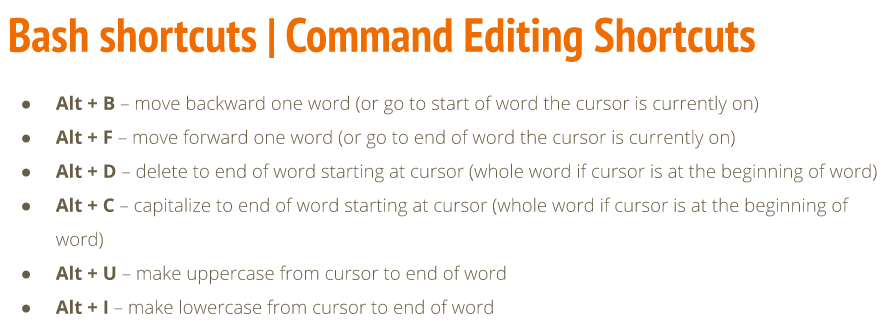 Bash shortcuts | Command Editing Shortcuts
● Alt + B – move backward one word (or go to start of word the cursor is currently on)
● Alt + F – move forward one word (or go to end of word the cursor is currently on)
● Alt + D – delete to end of word starting at cursor (whole word if cursor is at the beginning of word)
● Alt + C – capitalize to end of word starting at cursor (whole word if cursor is at the beginning of
word)
● Alt + U – make uppercase from cursor to end of word
● Alt + l – make lowercase from cursor to end of word